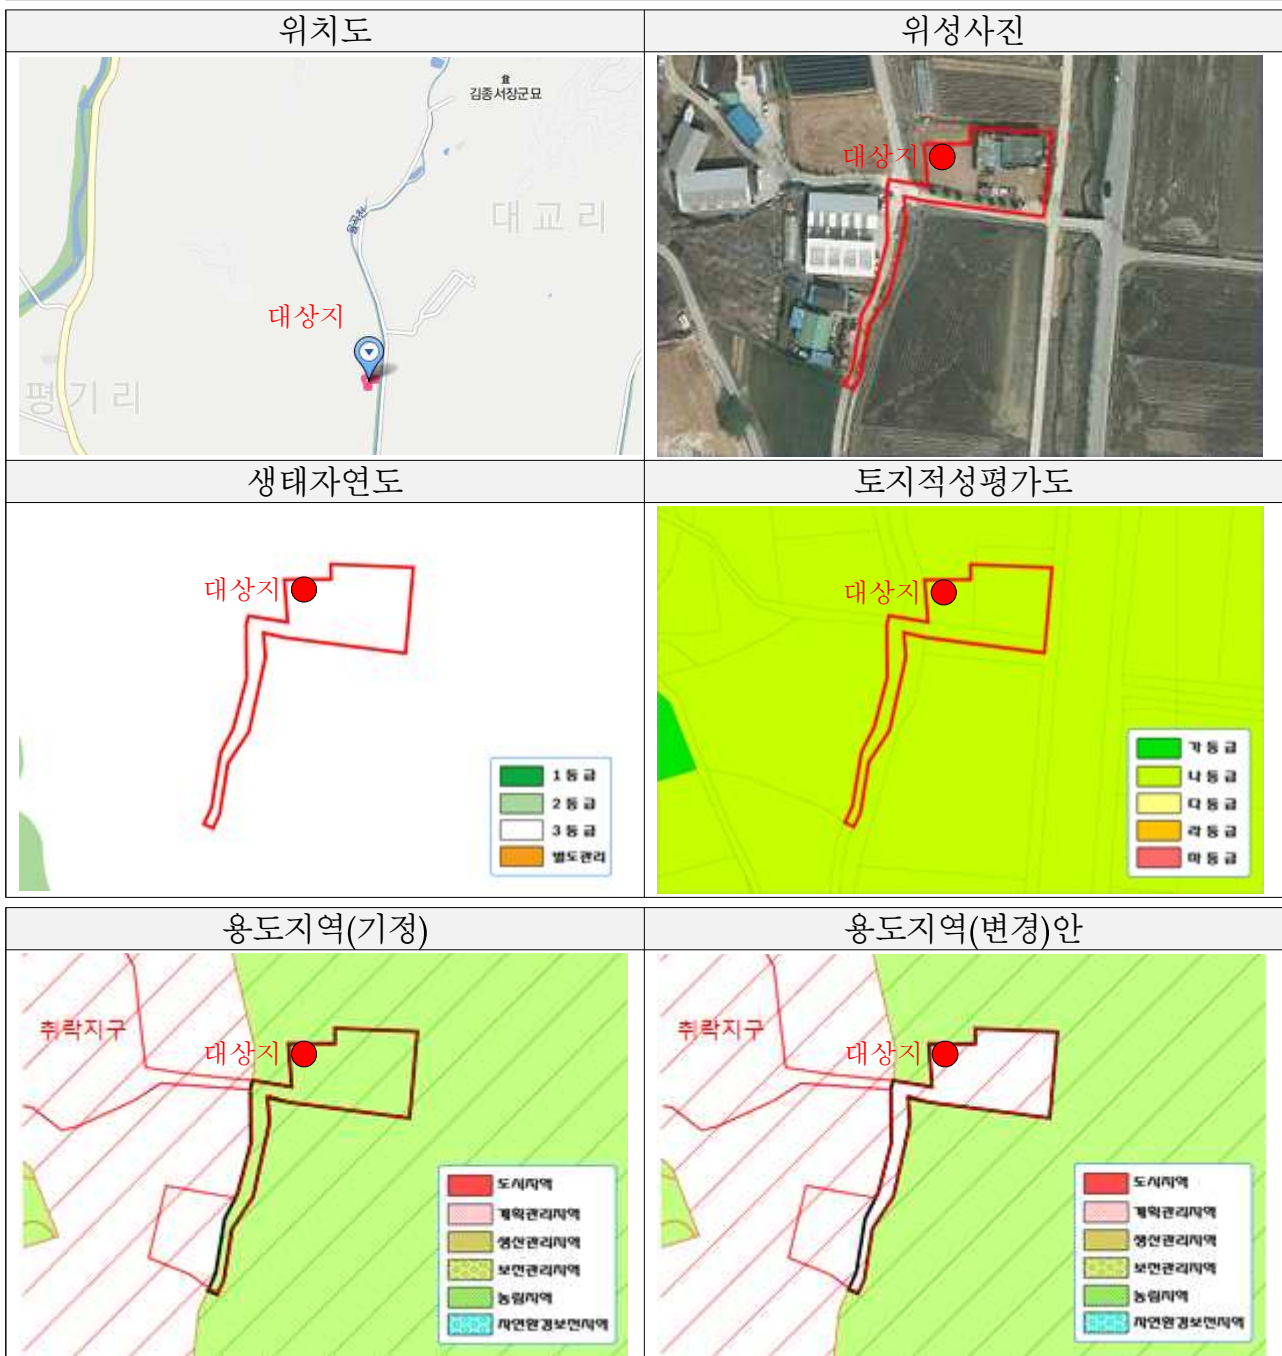 위치도
위성사진
김종서장군묘
대교리
용곡천
대상지
평기리
대상지
생태자연도
토지적성평가도
대상지
1등급
2등급
3등급
별도관리
대상지
가등급
나등급
다등급
라등급
마등급
용도지역(기정)
용도지역(변경)안
취락지구
대상지
도시지역
계획관리지역
생산관리지역
보전관리지역
농림지역
자연환경보전지역
취락지구
대상지
도시지역
계획관리지역
생산관리지역
보전관리지역
농림지역
자연환경보전지역